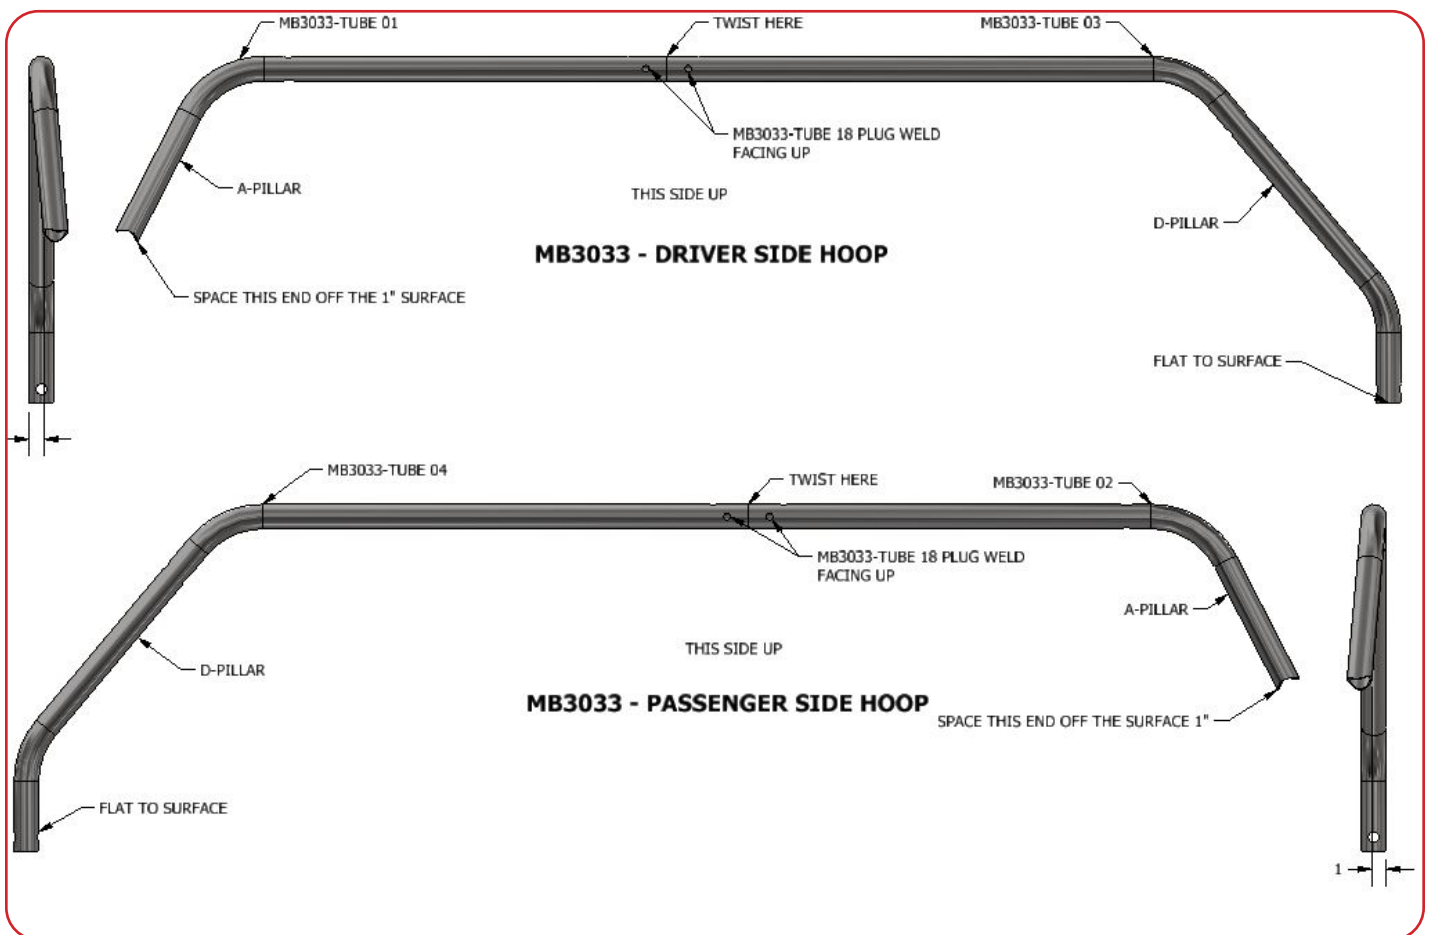 MB3033-TUBE 01
TWIST HERE
MB3033-TUBE 03
MB3033-TUBE 18 PLUG WELD
FACING UP
A-PILLAR
THIS SIDE UP
D-PILLAR
MB3033 - DRIVER SIDE HOOP
SPACE THIS END OFF THE 1" SURFACE
FLAT TO SURFACE
MB3033-TUBE 04
TWIST HERE
MB3033-TUBE 02
MB3033-TUBE 18 PLUG WELD
FACING UP
A-PILLAR
THIS SIDE UP
D-PILLAR
MB3033 - PASSENGER SIDE HOOP
SPACE THIS END OFF THE SURFACE 1"
FLAT TO SURFACE
1